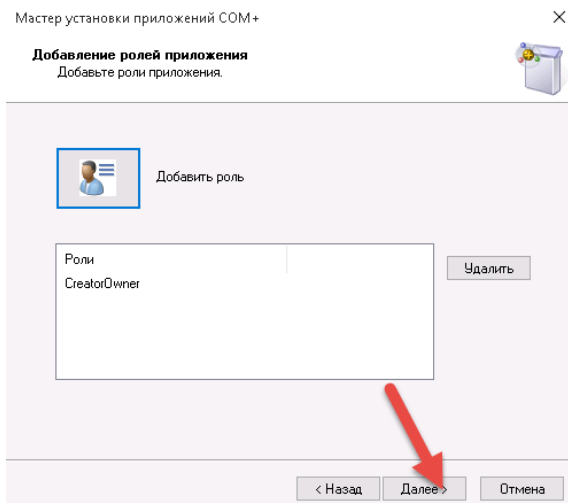 Мастер установки приложений COM+
Добавление ролей приложения
Добавьте роли приложения.
Добавить роль
Роли
CreatorOwner
Удалить
< Назад
Далее >
Отмена